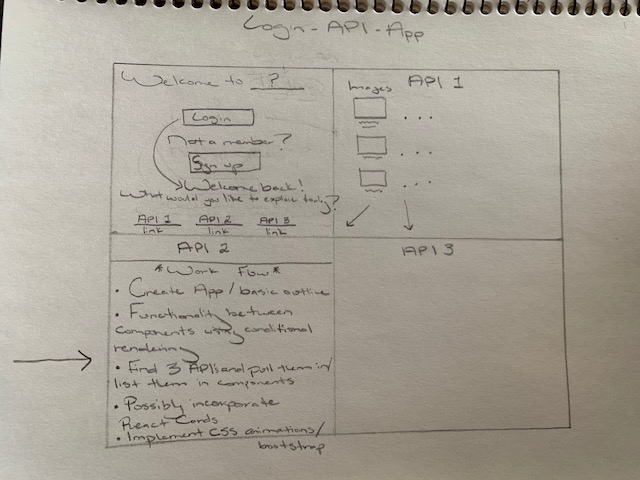 Login-API-App
Welcome to ?
Login
Not a member?
Sign up
Welcome back!
What would you like to explore today?
API 1 API 2 API 3
link link link
API 1
Images
...
...
...
API 2
*Work Flow*
• Create App/basic outline
• Functionality between
components using conditional
rendering
• Find 3 APIs and pull them in/
list them in components
• Possibly incorporate
React Cards
• Implement CSS animations/
bootstrap
API 3